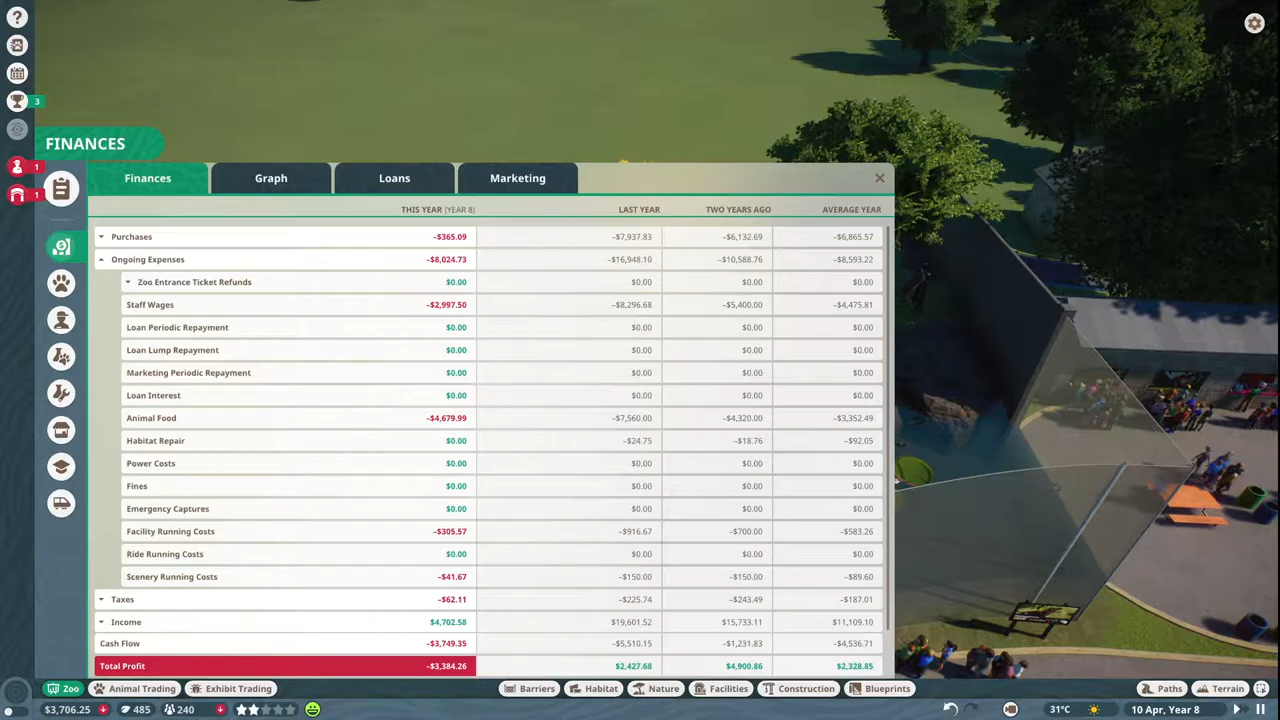 ?
3
FINANCES
1
1
Finances Graph Loans Marketing
THIS YEAR (YEAR 8) LAST YEAR TWO YEARS AGO AVERAGE YEAR
Purchases –$365.09 –$7,937.83 –$6,132.69 –$6,865.57
Ongoing Expenses –$8,024.73 –$16,948.10 –$10,588.76 –$8,593.22
Zoo Entrance Ticket Refunds $0.00 $0.00 $0.00 $0.00
Staff Wages –$2,997.50 –$8,296.68 –$5,400.00 –$4,475.81
Loan Periodic Repayment $0.00 $0.00 $0.00 $0.00
Loan Lump Repayment $0.00 $0.00 $0.00 $0.00
Marketing Periodic Repayment $0.00 $0.00 $0.00 $0.00
Loan Interest $0.00 $0.00 $0.00 $0.00
Animal Food –$4,679.99 –$7,560.00 –$4,320.00 –$3,352.49
Habitat Repair $0.00 –$24.75 –$18.76 –$92.05
Power Costs $0.00 $0.00 $0.00 $0.00
Fines $0.00 $0.00 $0.00 $0.00
Emergency Captures $0.00 $0.00 $0.00 $0.00
Facility Running Costs –$305.57 –$916.67 –$700.00 –$583.26
Ride Running Costs $0.00 $0.00 $0.00 $0.00
Scenery Running Costs –$41.67 –$150.00 –$150.00 –$89.60
Taxes –$62.11 –$225.74 –$243.49 –$187.01
Income $4,702.58 $19,601.52 $15,733.11 $11,109.10
Cash Flow –$3,749.35 –$5,510.15 –$1,231.83 –$4,536.71
Total Profit –$3,384.26 $2,427.68 $4,900.86 $2,328.85
Zoo Animal Trading Exhibit Trading Barriers Habitat Nature Facilities Construction Blueprints Paths Terrain
$3,706.25 485 240 31°C 10 Apr, Year 8